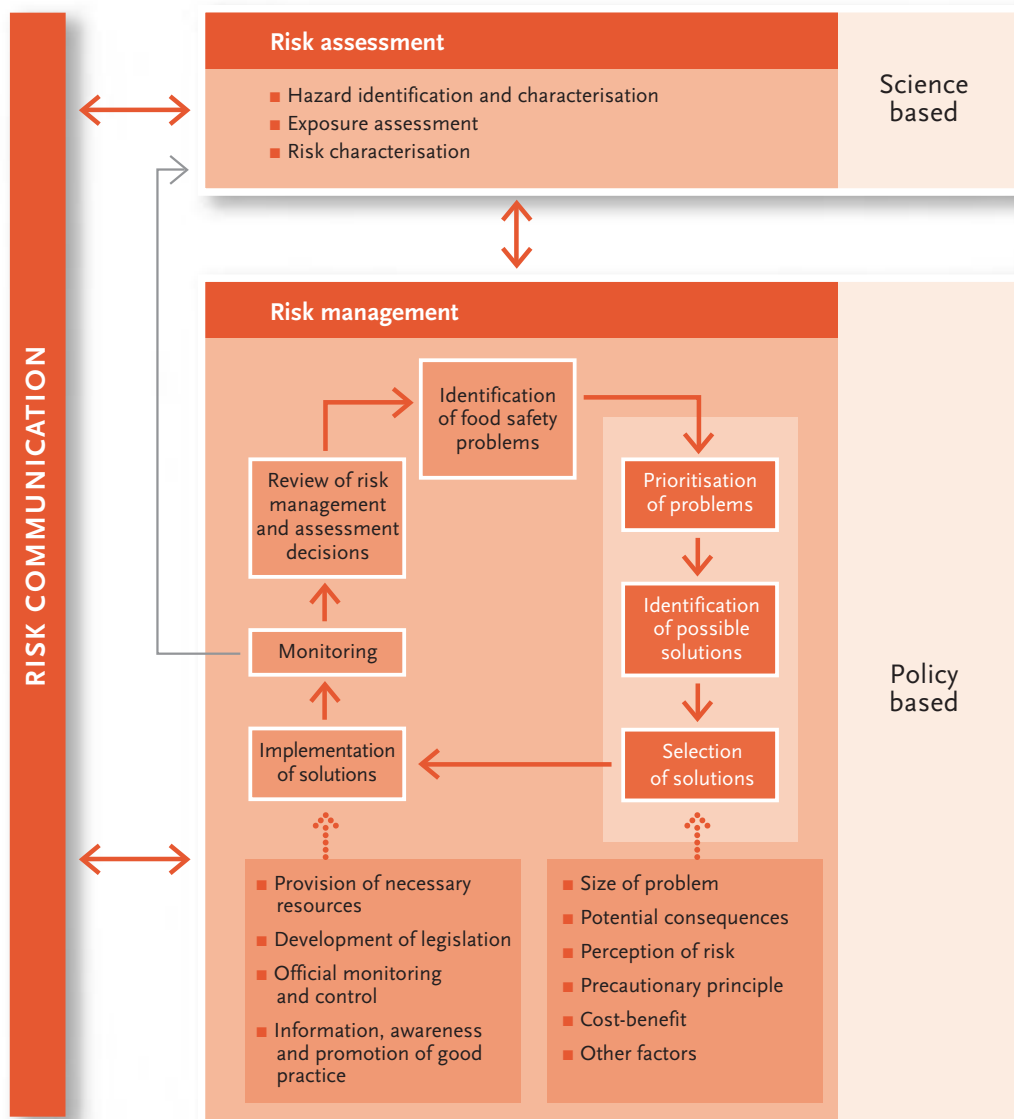 RISK COMMUNICATION
Risk assessment
■ Hazard identification and characterisation
■ Exposure assessment
■ Risk characterisation
Science
based
Risk management
Identification
of food safety
problems
Prioritisation
of problems
Identification
of possible
solutions
Selection
of solutions
Implementation
of solutions
Monitoring
Review of risk
management
and assessment
decisions
Policy
based
■ Provision of necessary
resources
■ Development of legislation
■ Official monitoring
and control
■ Information, awareness
and promotion of good
practice
■ Size of problem
■ Potential consequences
■ Perception of risk
■ Precautionary principle
■ Cost-benefit
■ Other factors